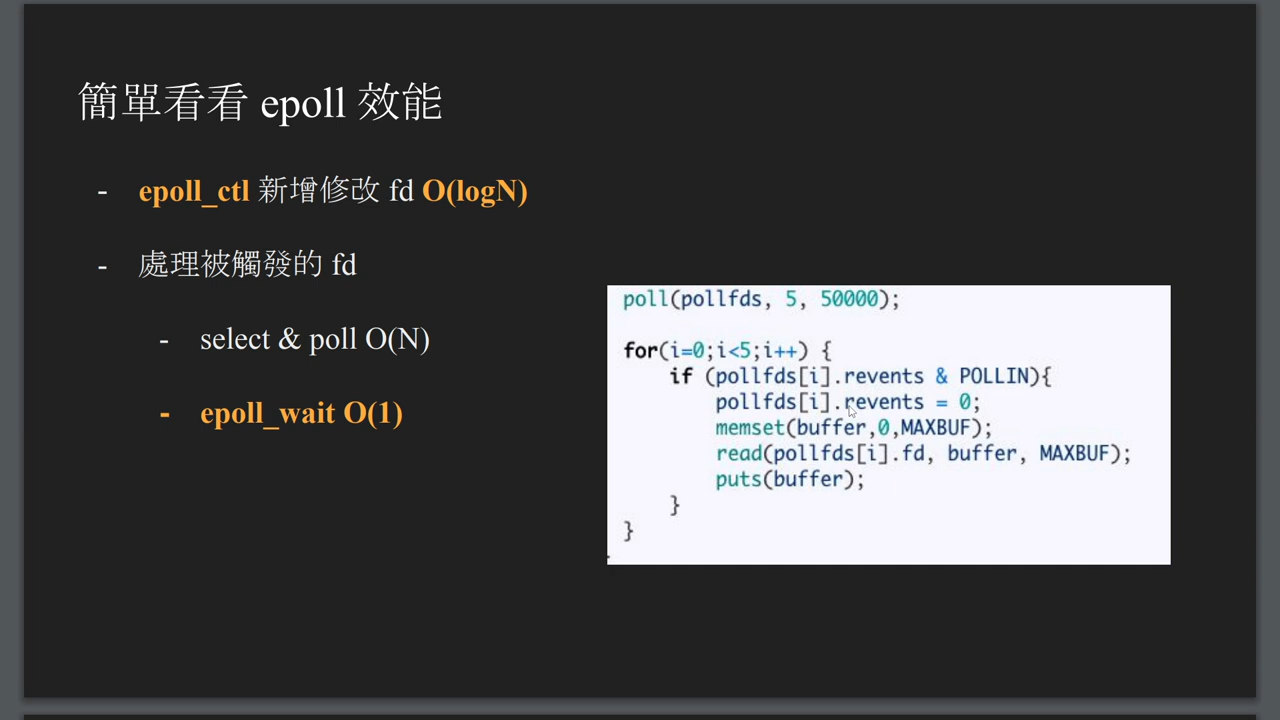 簡單看看 epoll 效能
- epoll_ctl 新增修改 fd O(logN)
- 處理被觸發的 fd
- select & poll O(N)
- epoll_wait O(1)
poll(pollfds, 5, 50000);
for(i=0;i<5;i++) {
if (pollfds[i].revents & POLLIN){
pollfds[i].revents = 0;
memset(buffer,0,MAXBUF);
read(pollfds[i].fd, buffer, MAXBUF);
puts(buffer);
}
}